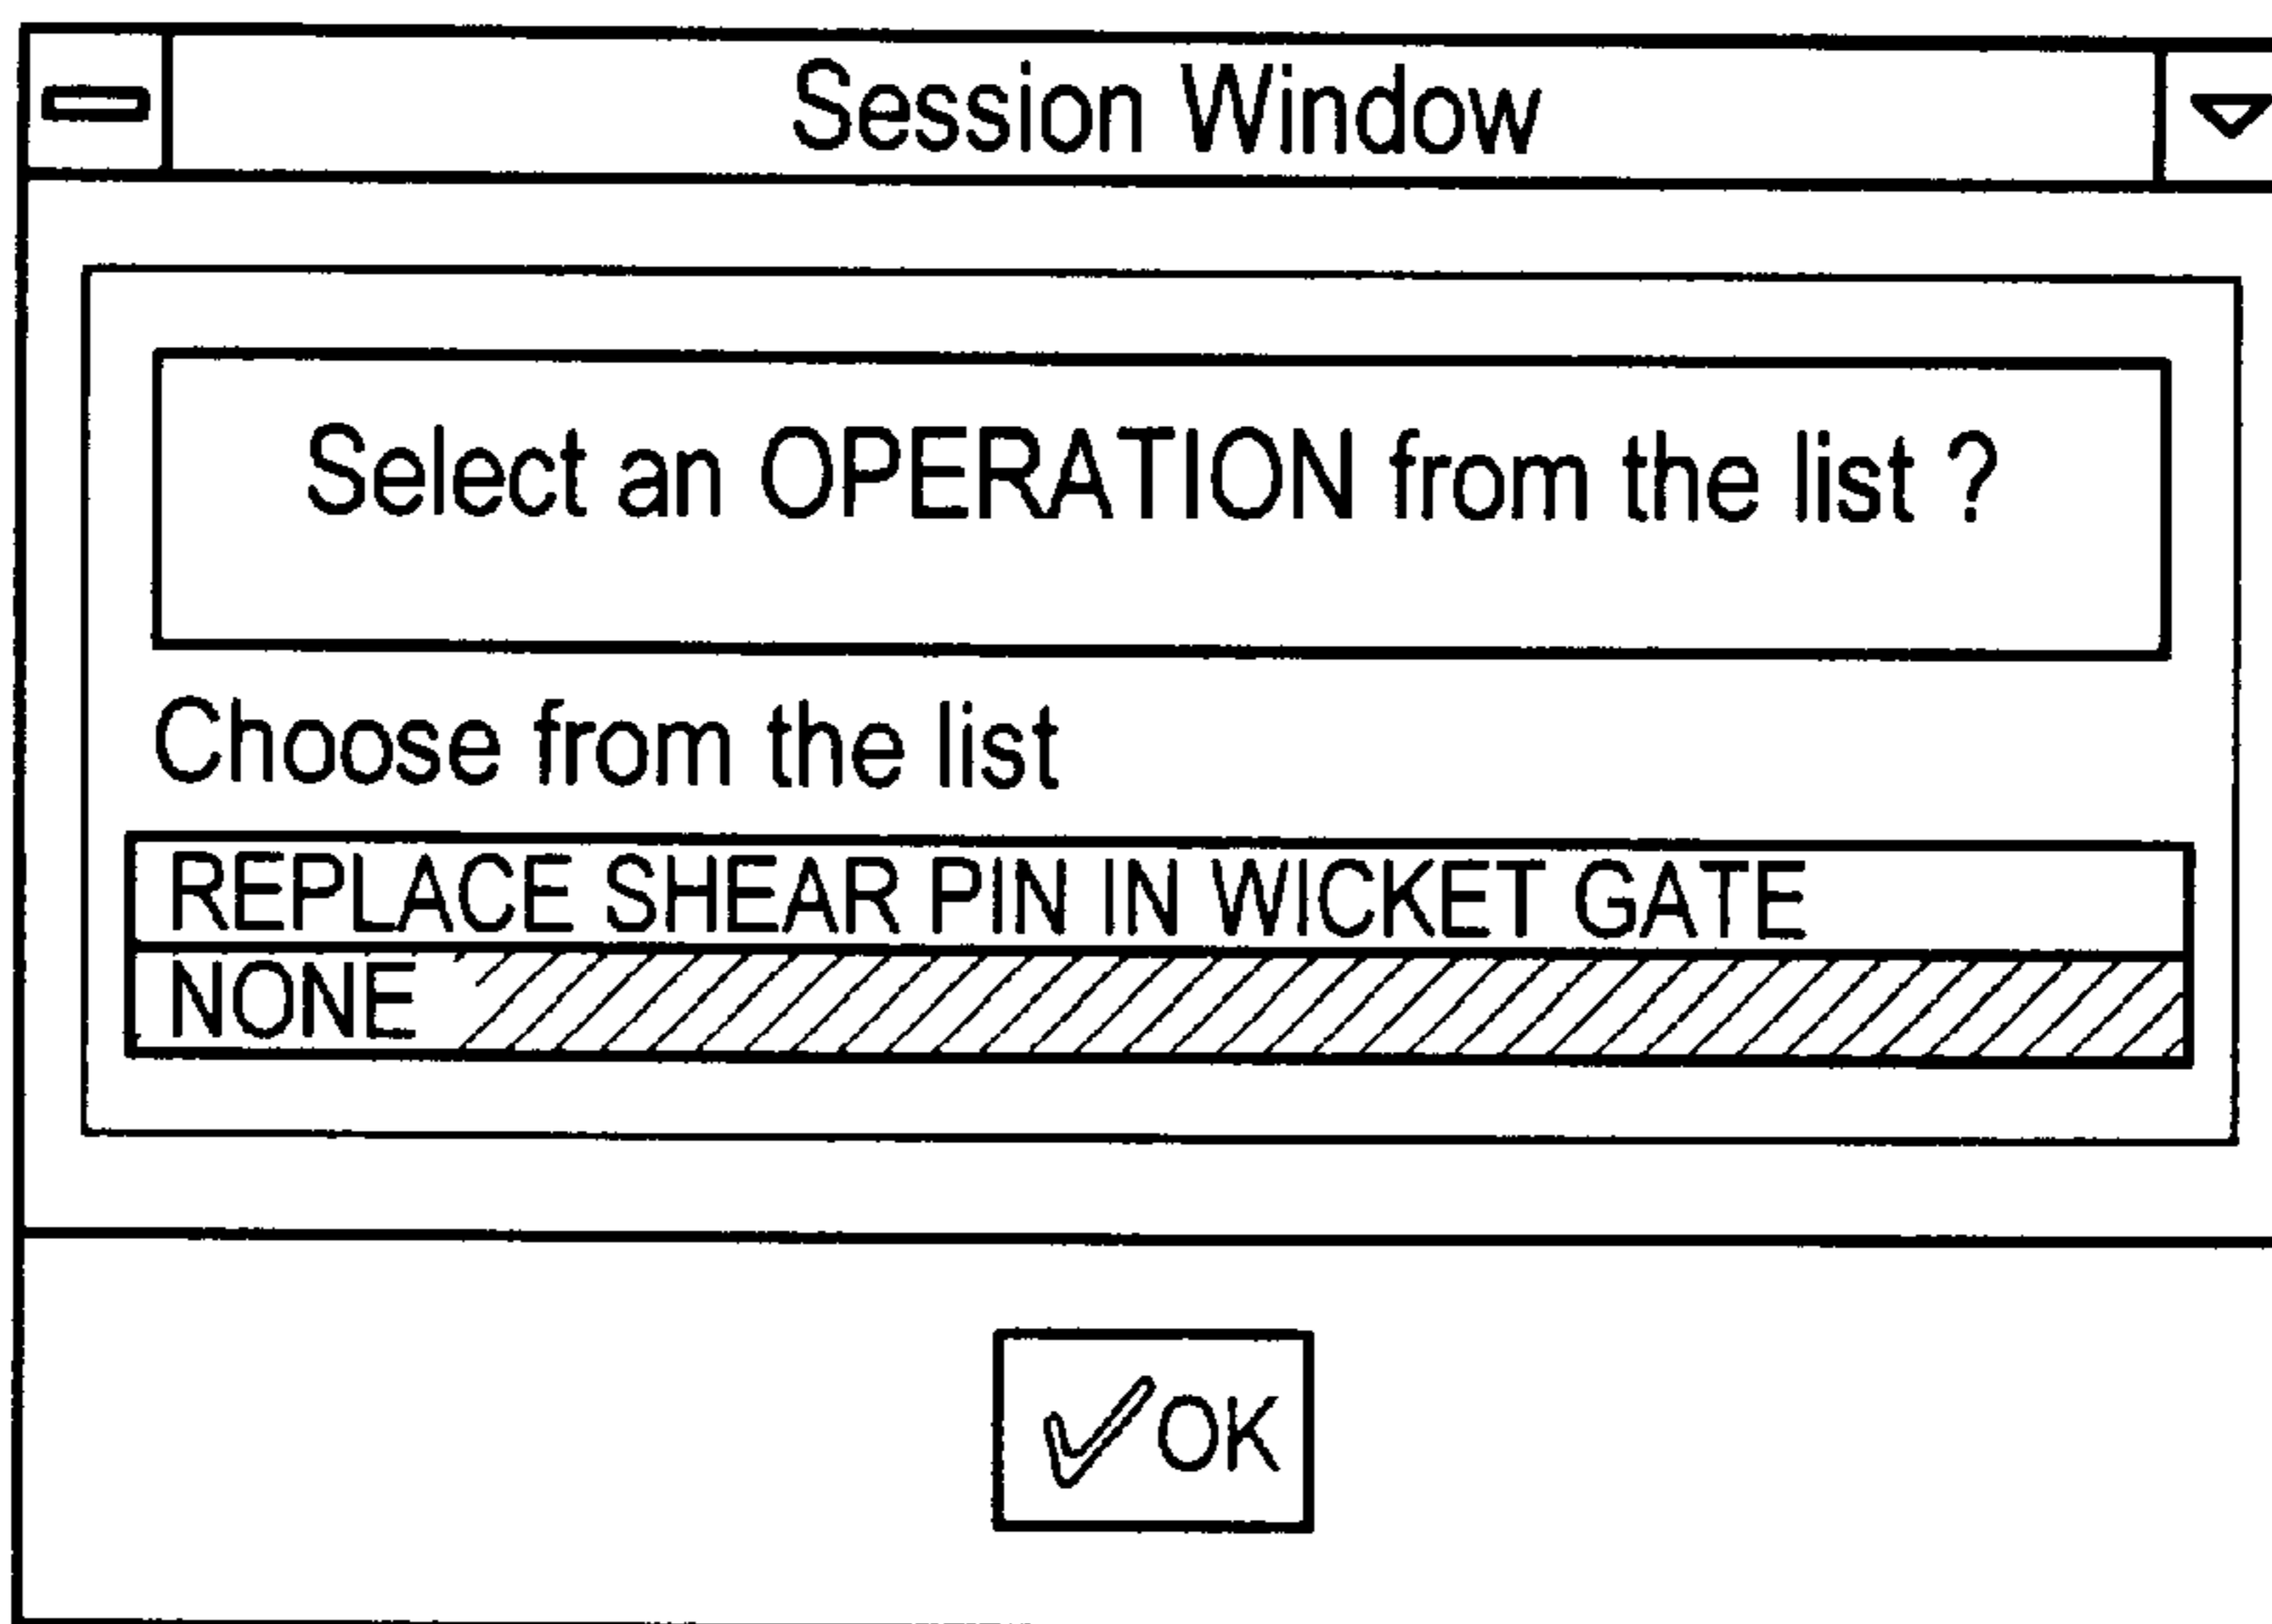 Session Window
Select an OPERATION from the list ?
Choose from the list
REPLACE SHEAR PIN IN WICKET GATE
NONE
OK